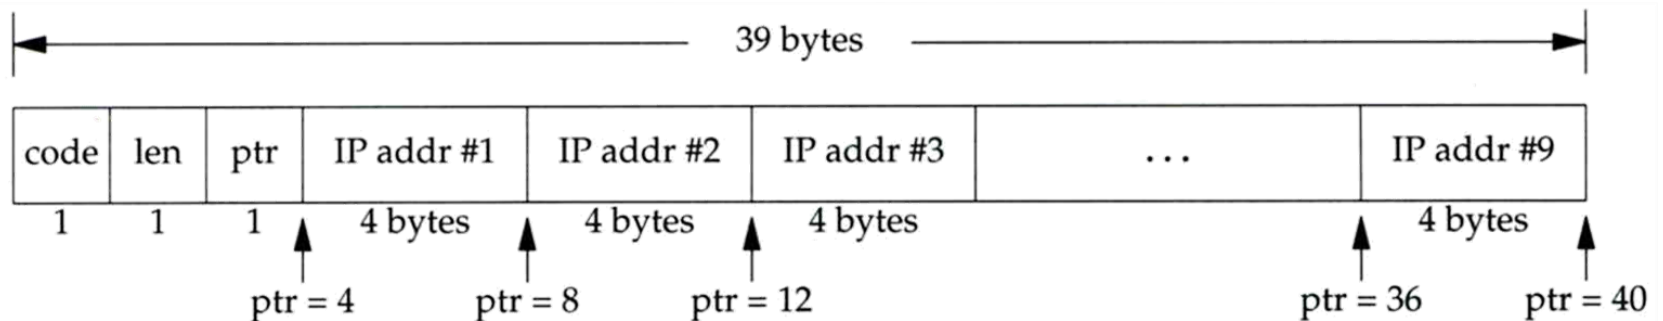 39 bytes
code len ptr IP addr #1 IP addr #2 IP addr #3 ... IP addr #9
1 1 1 4 bytes 4 bytes 4 bytes 4 bytes
ptr = 4 ptr = 8 ptr = 12 ptr = 36 ptr = 40